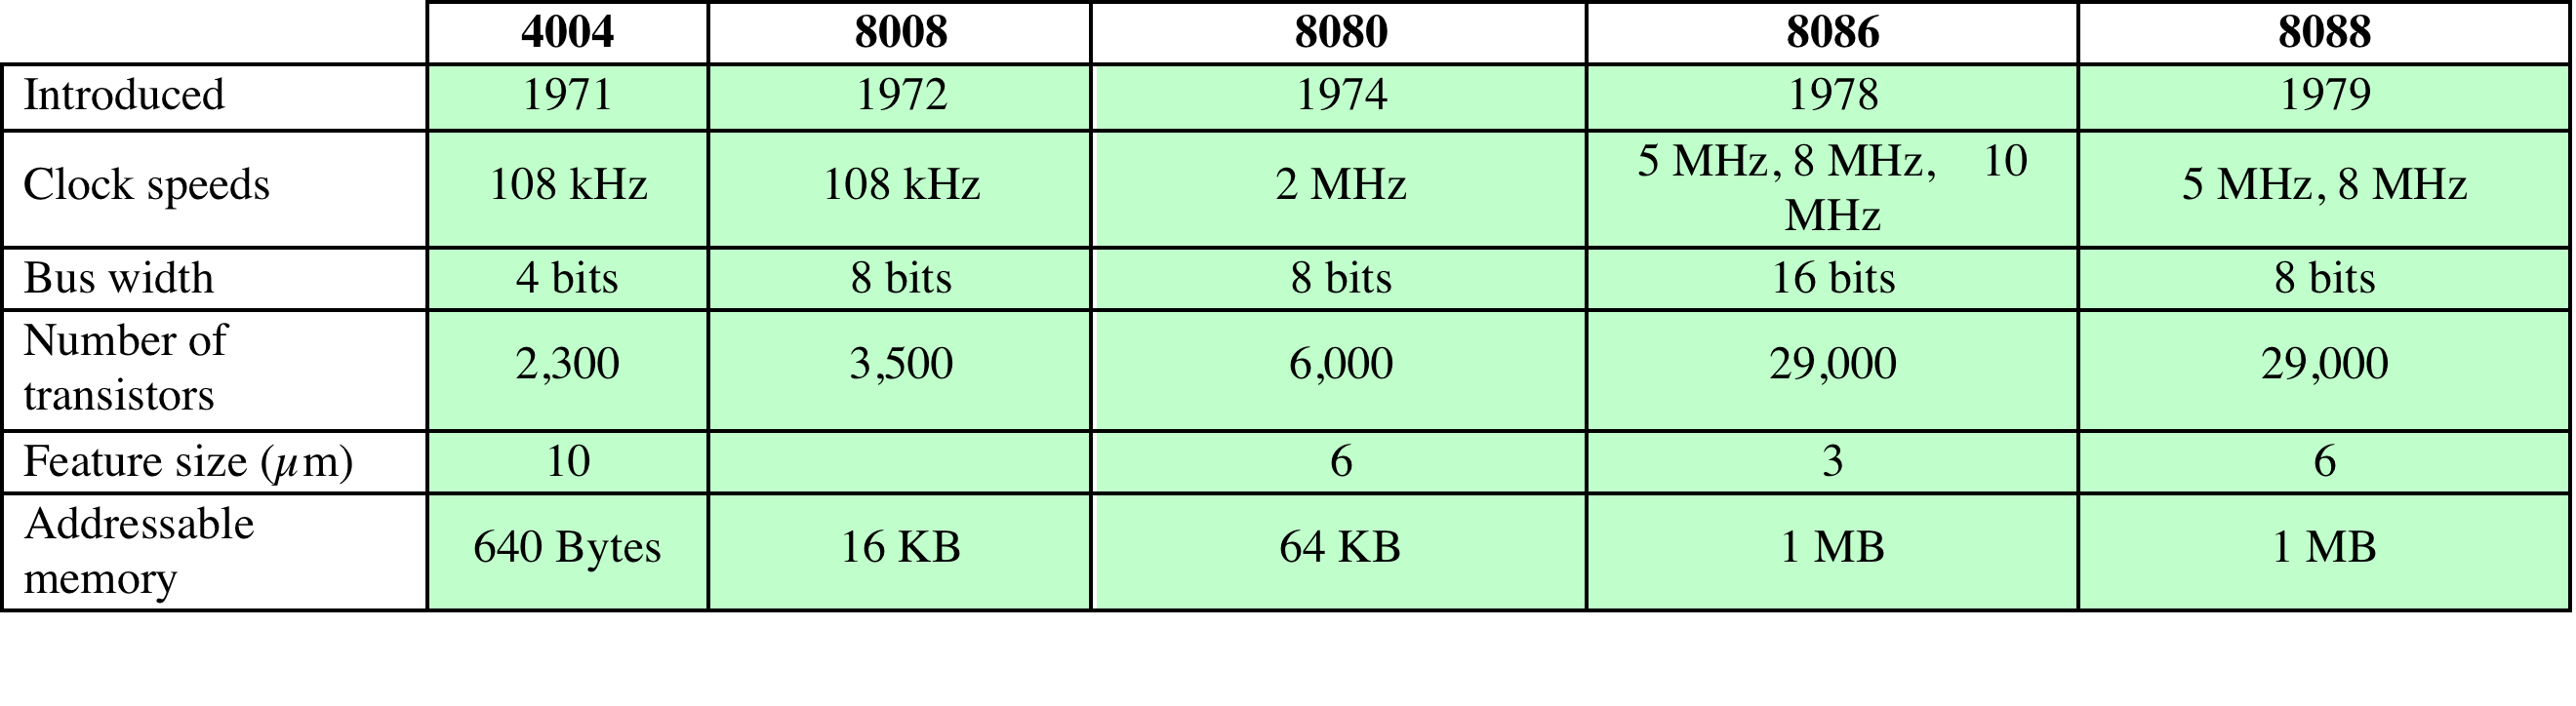 4004 8008 8080 8086 8088
Introduced 1971 1972 1974 1978 1979
Clock speeds 108 kHz 108 kHz 2 MHz 5 MHz, 8 MHz, 10
MHz 5 MHz, 8 MHz
Bus width 4 bits 8 bits 8 bits 16 bits 8 bits
Number of
transistors 2,300 3,500 6,000 29,000 29,000
Feature size (µm) 10 6 3 6
Addressable
memory 640 Bytes 16 KB 64 KB 1 MB 1 MB